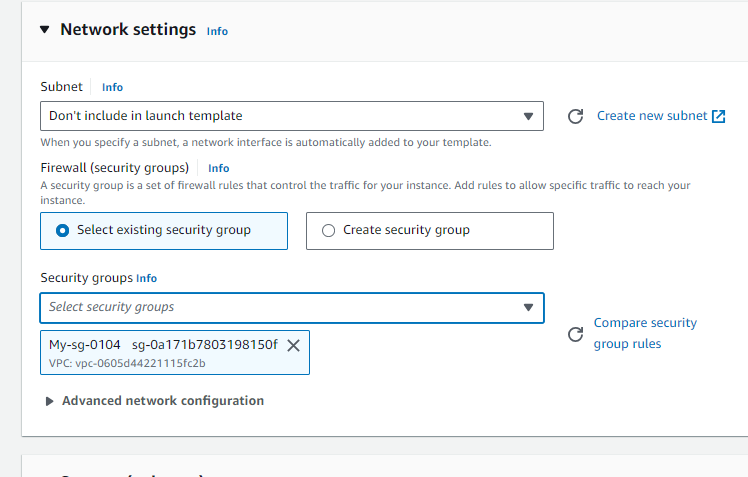 Network settings Info
Subnet Info
Don't include in launch template
Create new subnet
When you specify a subnet, a network interface is automatically added to your template.
Firewall (security groups) Info
A security group is a set of firewall rules that control the traffic for your instance. Add rules to allow specific traffic to reach your
instance.
Select existing security group
Create security group
Security groups Info
Select security groups
Compare security
group rules
My-sg-0104 sg-0a171b7803198150f
VPC: vpc-0605d44221115fc2b
Advanced network configuration